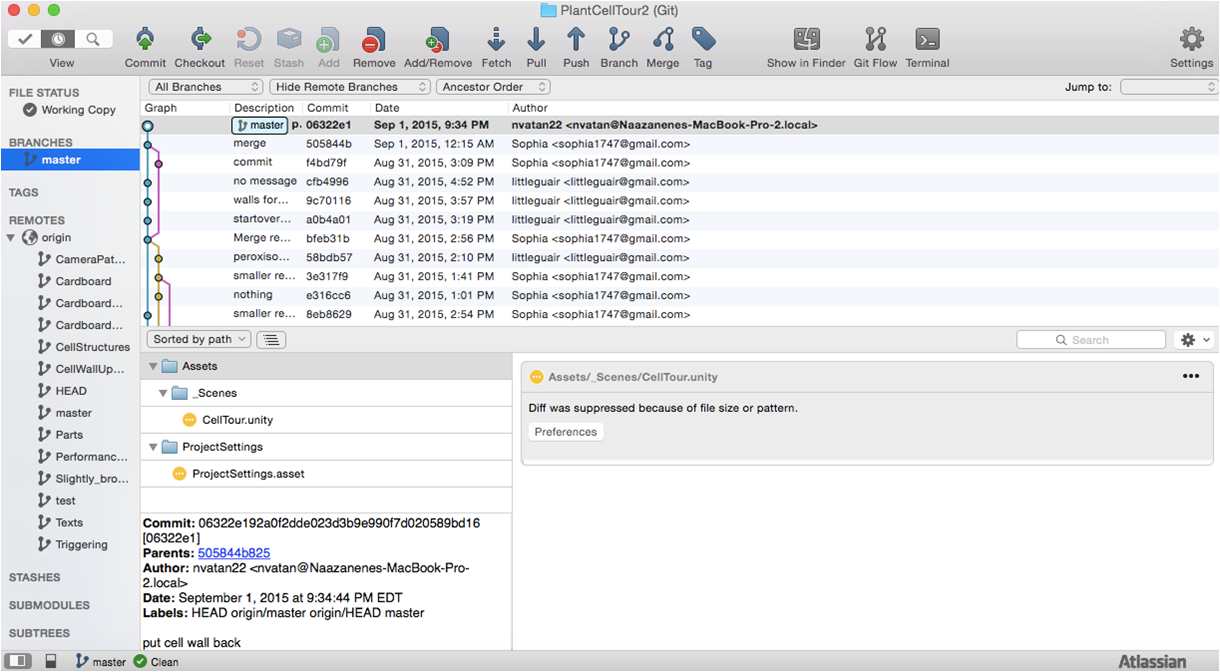 PlantCellTour2 (Git)
View Commit Checkout Reset Stash Add Remove Add/Remove Fetch Pull Push Branch Merge Tag Show in Finder Git Flow Terminal Settings
FILE STATUS
Working Copy
BRANCHES
master
TAGS
REMOTES
origin
CameraPat...
Cardboard
Cardboard...
Cardboard...
CellStructures
CellWallUp...
HEAD
master
Parts
Performanc...
Slightly_bro...
test
Texts
Triggering
STASHES
SUBMODULES
SUBTREES
All Branches Hide Remote Branches Ancestor Order Jump to:
Graph Description Commit Date Author
master p. 06322e1 Sep 1, 2015, 9:34 PM nvatan22 <nvatan@Naazanenes-MacBook-Pro-2.local>
merge 505844b Sep 1, 2015, 12:15 AM Sophia <sophia1747@gmail.com>
commit f4bd79f Aug 31, 2015, 3:09 PM Sophia <sophia1747@gmail.com>
no message cfb4996 Aug 31, 2015, 4:52 PM littleguair <littleguair@gmail.com>
walls for... 9c70116 Aug 31, 2015, 3:57 PM littleguair <littleguair@gmail.com>
startover... a0b4a01 Aug 31, 2015, 3:19 PM littleguair <littleguair@gmail.com>
Merge re... bfeb31b Aug 31, 2015, 2:56 PM Sophia <sophia1747@gmail.com>
peroxiso... 58bdb57 Aug 31, 2015, 2:10 PM littleguair <littleguair@gmail.com>
smaller re... 3e317f9 Aug 31, 2015, 1:41 PM Sophia <sophia1747@gmail.com>
nothing e316cc6 Aug 31, 2015, 1:01 PM Sophia <sophia1747@gmail.com>
smaller re... 8eb8629 Aug 31, 2015, 2:54 PM Sophia <sophia1747@gmail.com>
Sorted by path Search
Assets
_Scenes
CellTour.unity
ProjectSettings
ProjectSettings.asset
Assets/_Scenes/CellTour.unity
Diff was suppressed because of file size or pattern.
Preferences
Commit: 06322e192a0f2dde023d3b9e990f7d020589bd16
[06322e1]
Parents: 505844b825
Author: nvatan22 <nvatan@Naazanenes-MacBook-Pro-
2.local>
Date: September 1, 2015 at 9:34:44 PM EDT
Labels: HEAD origin/master origin/HEAD master
put cell wall back
master Clean Atlassian